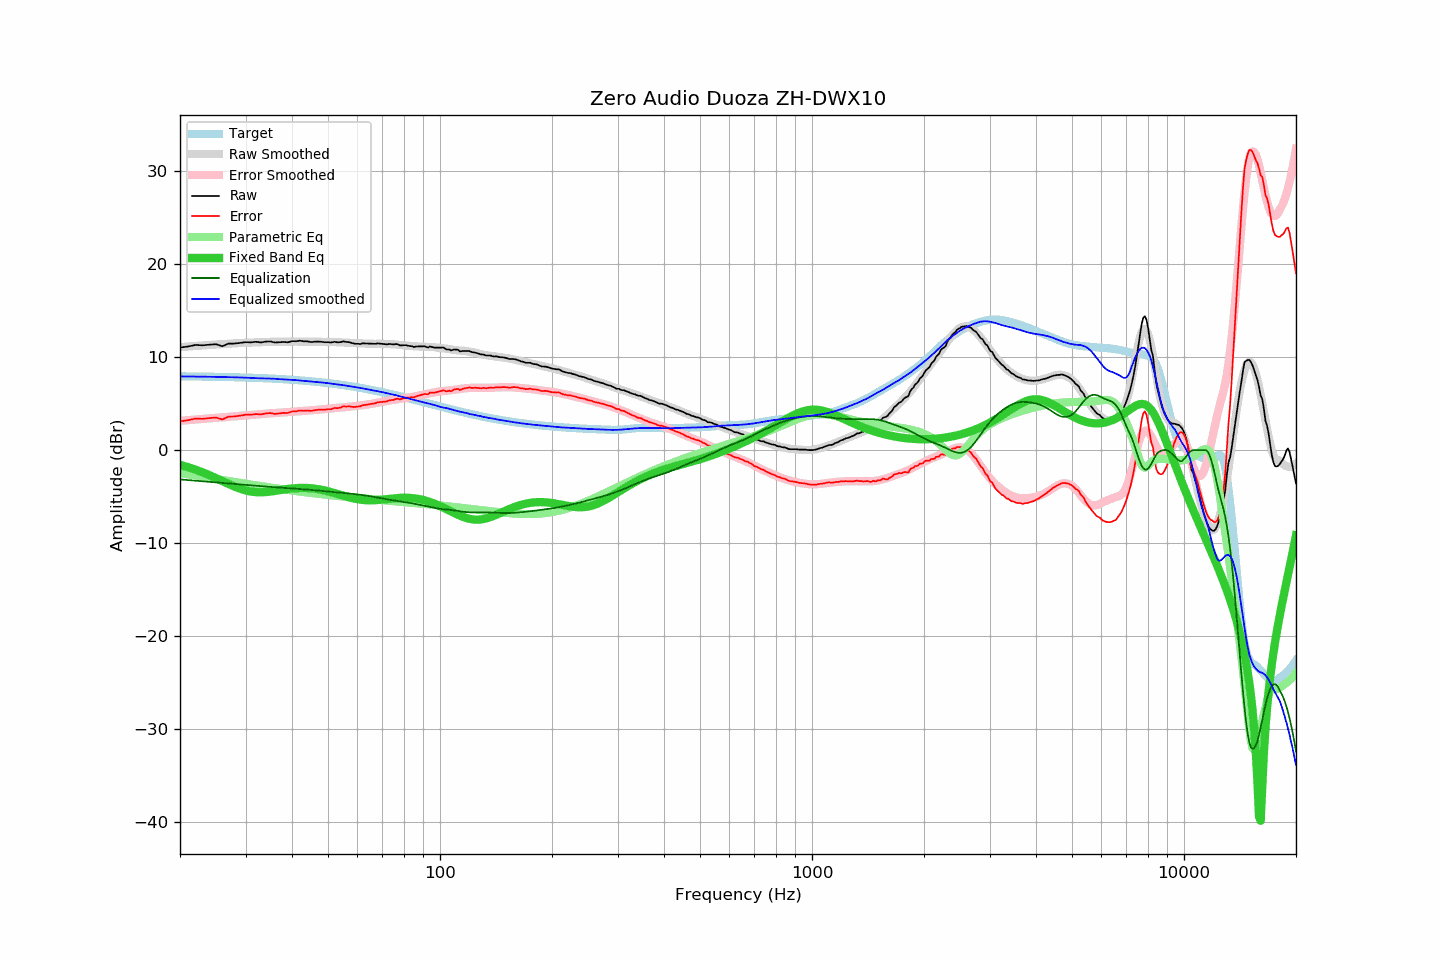 Zero Audio Duoza ZH-DWX10
Target
Raw Smoothed
Error Smoothed
Raw
Error
Parametric Eq
Fixed Band Eq
Equalization
Equalized smoothed
30
20
10
0
−10
−20
−30
−40
Amplitude (dBr)
100
1000
10000
Frequency (Hz)